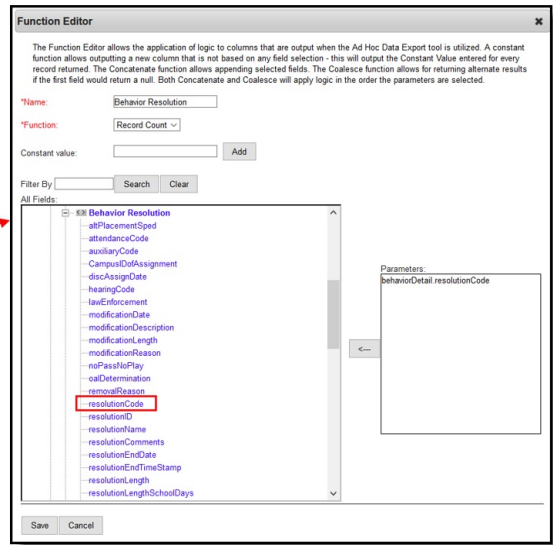 Function Editor
The Function Editor allows the application of logic to columns that are output when the Ad Hoc Data Export tool is utilized. A constant
function allows outputting a new column that is not based on any field selection - this will output the Constant Value entered for every
record returned. The Concatenate function allows appending selected fields. The Coalesce function allows for returning alternate results
if the first field would return a null. Both Concatenate and Coalesce will apply logic in the order the parameters are selected.
*Name: Behavior Resolution
*Function: Record Count
Constant value: Add
Filter By Search Clear
All Fields:
Behavior Resolution
altPlacementSped
attendanceCode
auxiliaryCode
CampusIDofAssignment
discAssignDate
hearingCode
lawEnforcement
modificationDate
modificationDescription
modificationLength
modificationReason
noPassNoPlay
oalDetermination
removalReason
resolutionCode
resolutionID
resolutionName
resolutionComments
resolutionEndDate
resolutionEndTimeStamp
resolutionLength
resolutionLengthSchoolDays
Parameters:
behaviorDetail.resolutionCode
<---
Save Cancel